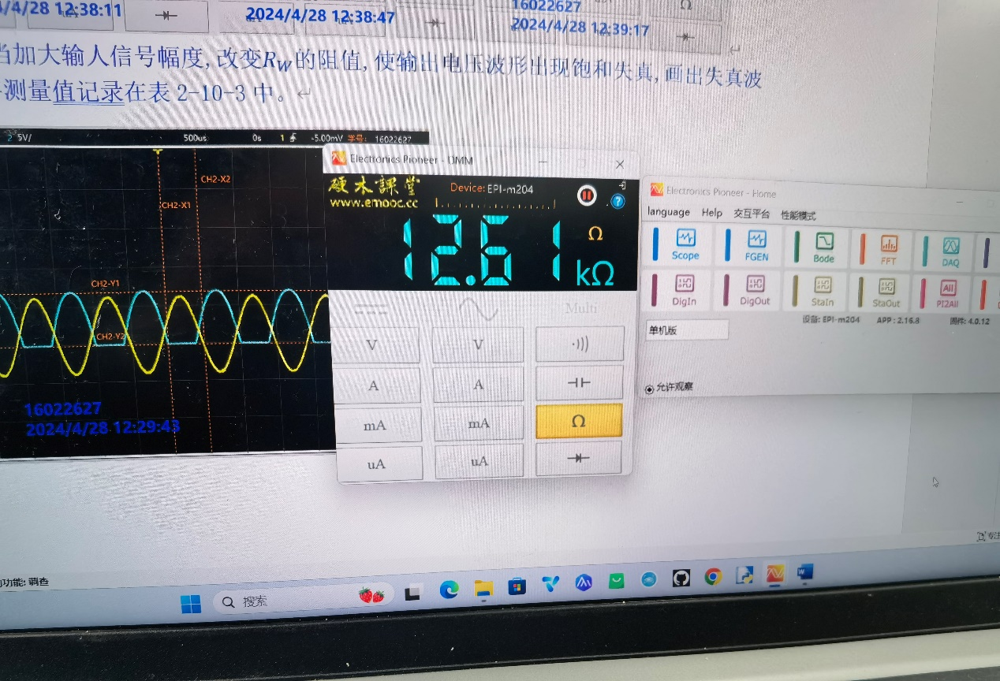 /4/28 12:38:11
2024/4/28 12:38:47
16022627
2024/4/28 12:39:17
Ω
当加大输人信号幅度,改变RW的阻值,使输出电压波形出现饱和失真,画出失真波
测量值记录在表 2-10-3 中。
2 5V/ 500us 0s 1 -5.00mV 学号: 16022627
CH2-X2
CH2-X1
CH2-Y1
CH2-Y2
16022627
2024/4/28 12:29:43
Electronics Pioneer - DMM
硬木課堂
www.emooc.cc
Device: EPI-m204
?
Ω
12.61 kΩ
Multi
V V
A A
mA mA Ω
uA uA
Electronics Pioneer - Home
language Help 交互平台 性能模式
Scope FGEN Bode FFT DAQ
DigIn DigOut StaIn StaOut All PI2All
设备: EPI-m204 APP : 2.16.8 固件: 4.0.12
单机版
允许观察
功能: 调查
专注
搜索